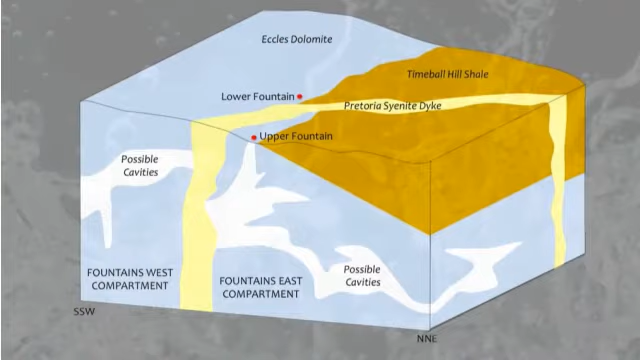 Eccles Dolomite
Timeball Hill Shale
Lower Fountain
Pretoria Syenite Dyke
Upper Fountain
Possible
Cavities
FOUNTAINS WEST
COMPARTMENT
FOUNTAINS EAST
COMPARTMENT
Possible
Cavities
SSW
NNE